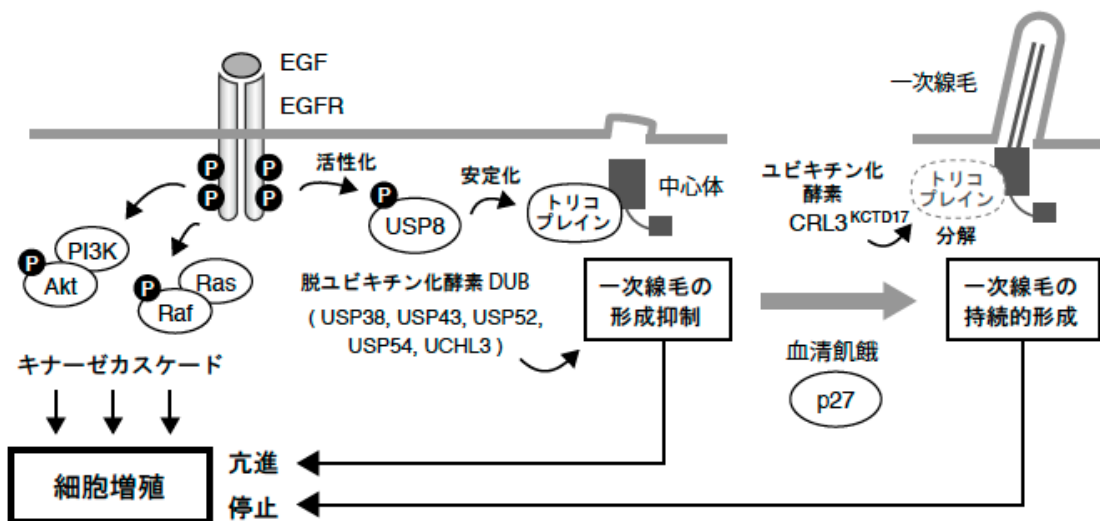 EGF
EGFR
P
P
P
P
活性化
P
USP8
安定化
トリコ
プレイン
中心体
一次線毛
ユビキチン化
酵素
CRL3KCTD17
トリコ
プレイン
分解
PI3K
P
Akt
Ras
P
Raf
キナーゼカスケード
脱ユビキチン化酵素 DUB
( USP38, USP43, USP52,
USP54, UCHL3 )
一次線毛の
形成抑制
血清飢餓
p27
一次線毛の
持続的形成
細胞増殖
亢進
停止